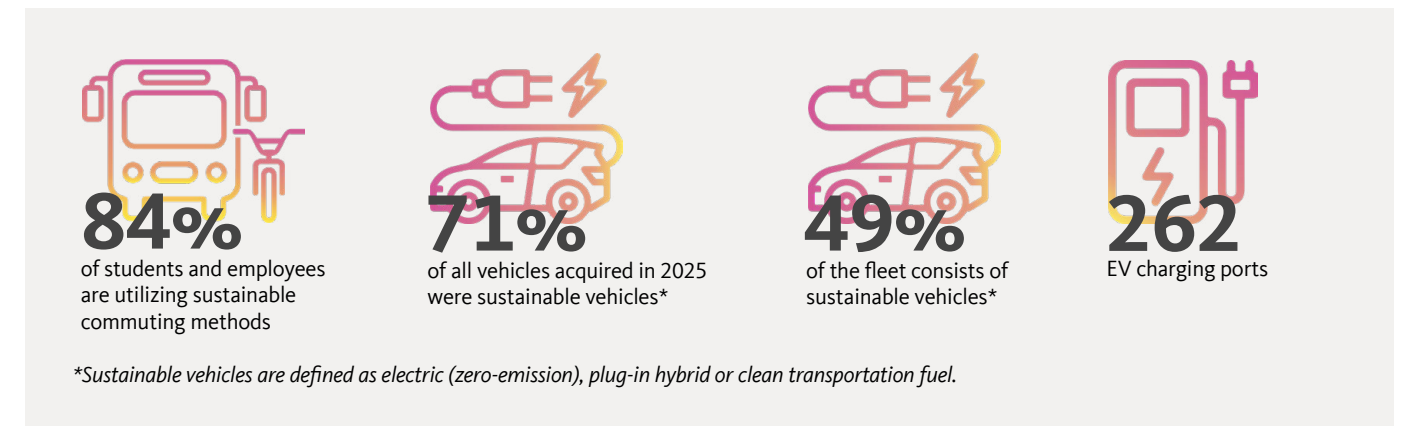 84%
of students and employees
are utilizing sustainable
commuting methods
71%
of all vehicles acquired in 2025
were sustainable vehicles*
49%
of the fleet consists of
sustainable vehicles*
262
EV charging ports
*Sustainable vehicles are defined as electric (zero-emission), plug-in hybrid or clean transportation fuel.